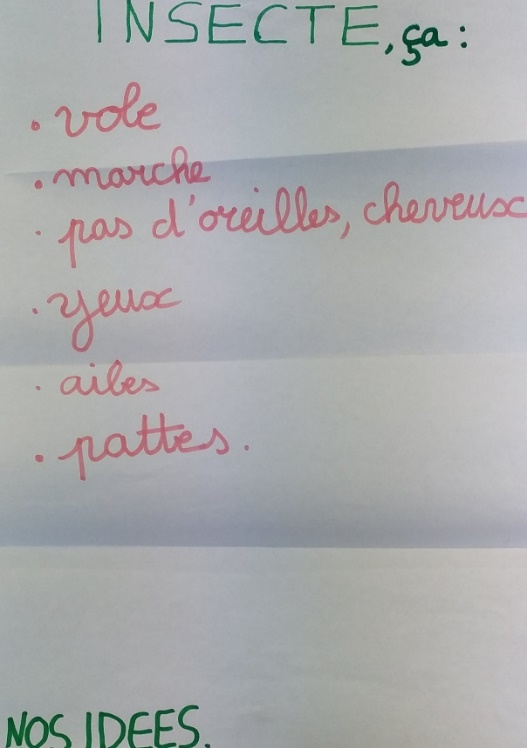 INSECTE, ça :
. vole
. marche
. pas d'oreilles, cheveux
. yeux
. ailes
. pattes.
NOS IDEES.